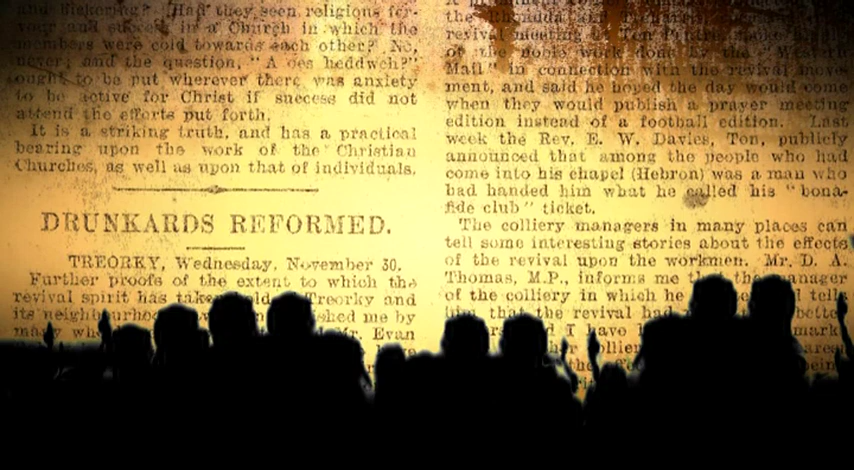 and bickering? Had they seen religious fer-
vour and success in a Church in which the
members were cold towards each other? No,
never; and the question, "A oes heddwch?"
ought to be put wherever there was anxiety
to be active for Christ if success did not
attend the efforts put forth.
It is a striking truth, and has a practical
bearing upon the work of the Christian
Churches, as well as upon that of individuals.
DRUNKARDS REFORMED.
TREORKY, Wednesday, November 30.
Further proofs of the extent to which the
revival spirit has taken hold Treorky and
its neighbourhood me by
many Mr. Evan
the Rhondda
revival meeting at Ton Pentre spoke
of the noble work done by the "Western
Mail" in connection with the revival move-
ment, and said he hoped the day would come
when they would publish a prayer meeting
edition instead of a football edition. Last
week the Rev. E. W. Davies, Ton, publicly
announced that among the people who had
come into his chapel (Hebron) was a man who
had handed him what he called his "bona-
fide club" ticket.
The colliery managers in many places can
tell some interesting stories about the effects
of the revival upon the workmen. Mr. D. A.
Thomas, M.P., informs me that the manager
of the colliery in which he tells
him that the revival had
I have
the